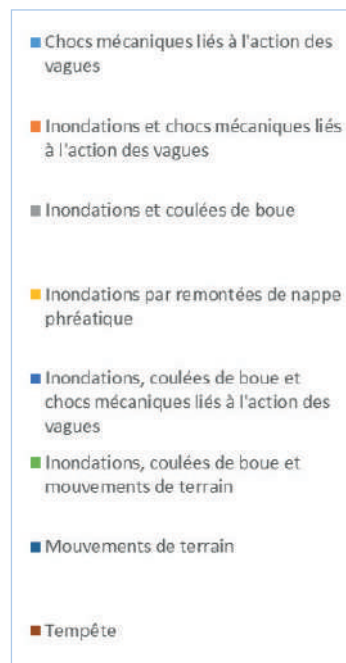 Chocs mécaniques liés à l'action des
vagues
Inondations et chocs mécaniques liés
à l'action des vagues
Inondations et coulées de boue
Inondations par remontées de nappe
phréatique
Inondations, coulées de boue et
chocs mécaniques liés à l'action des
vagues
Inondations, coulées de boue et
mouvements de terrain
Mouvements de terrain
Tempête